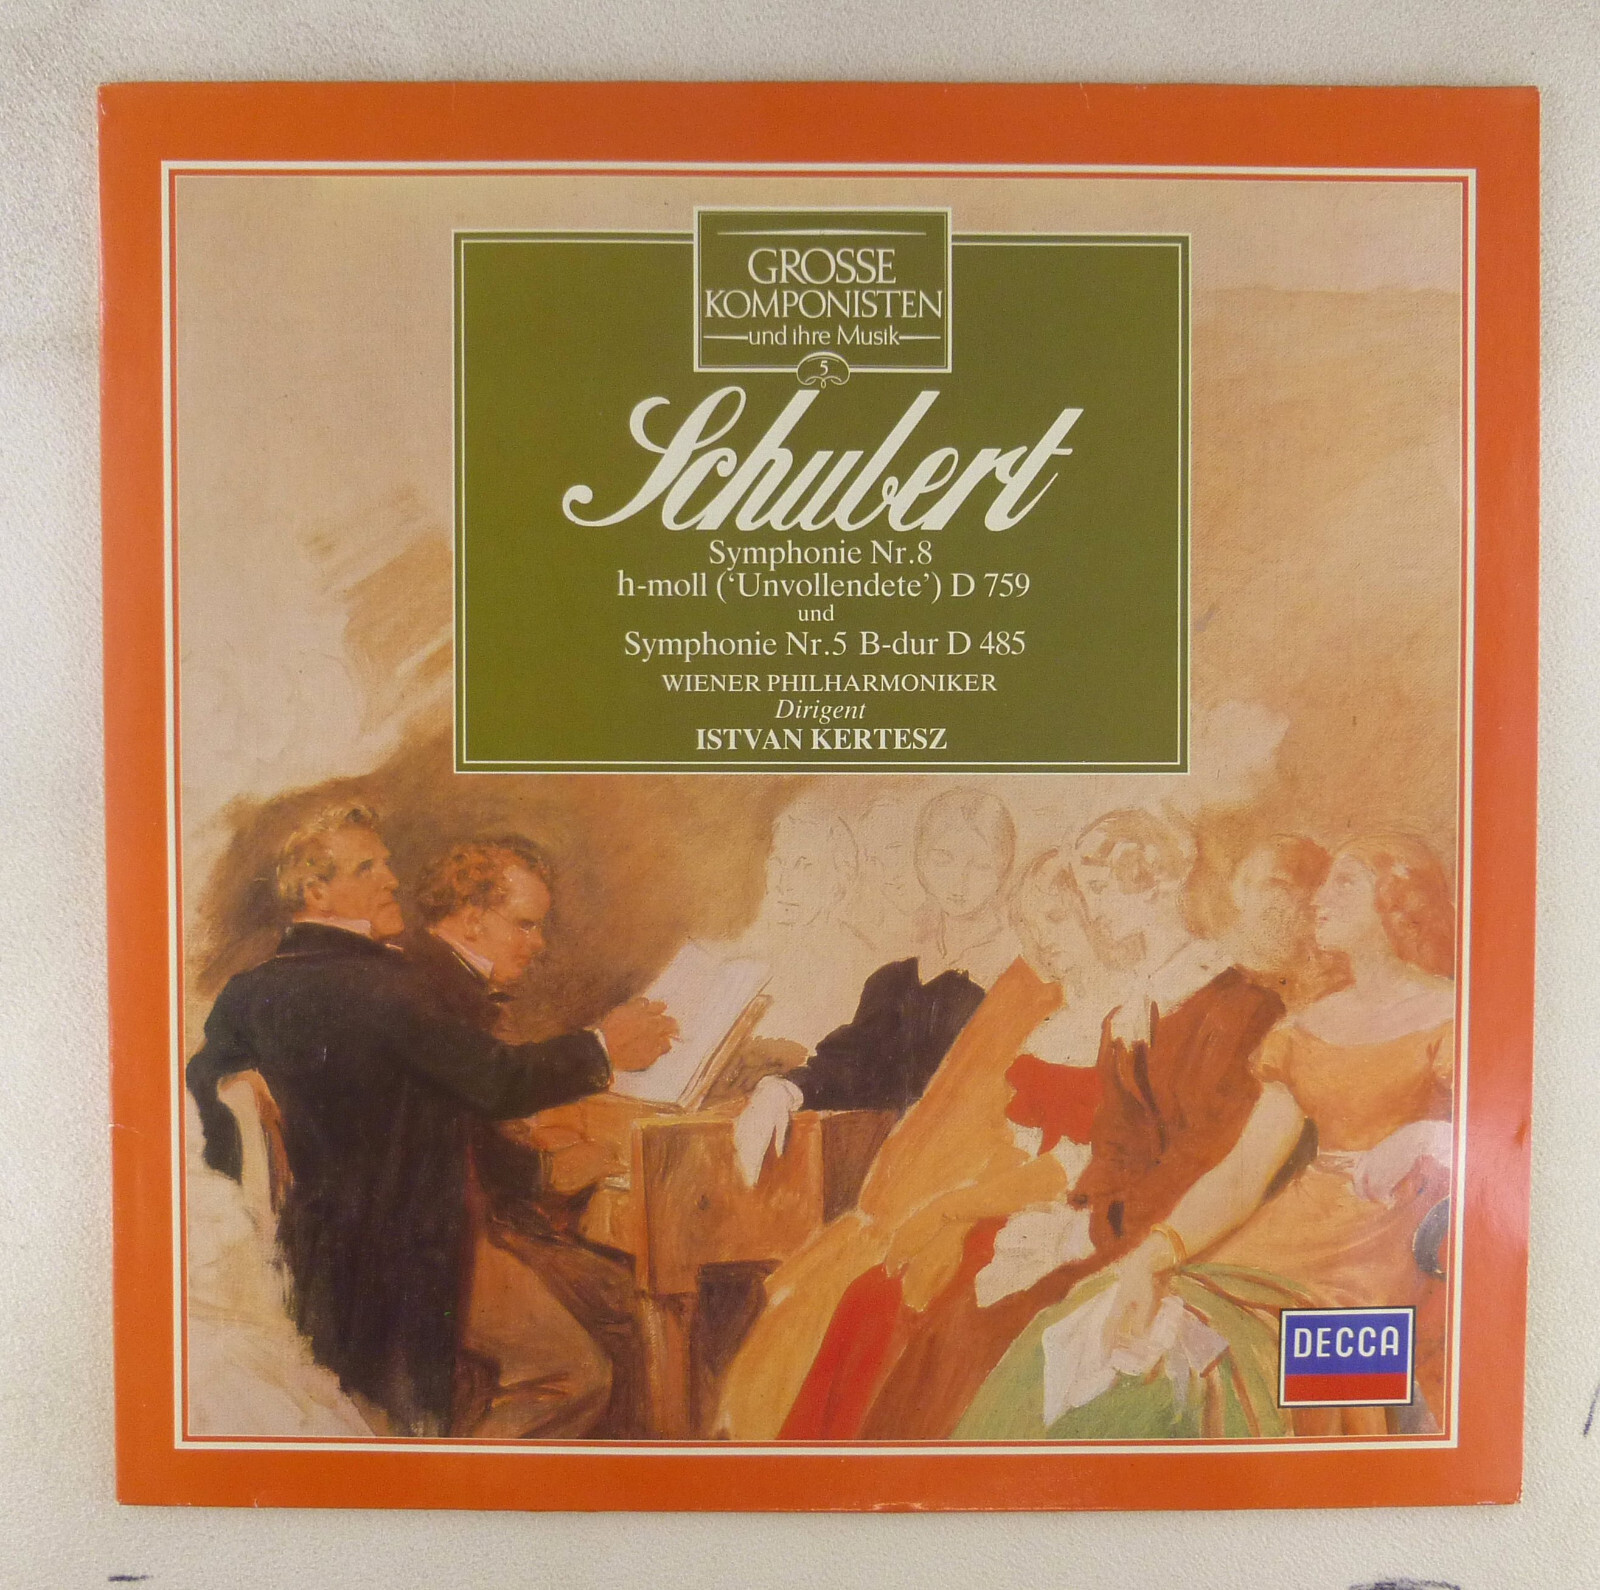 GROSSE
KOMPONISTEN
und ihre Musik
5
Schubert
Symphonie Nr.8
h-moll (‘Unvollendete’) D 759
und
Symphonie Nr.5 B-dur D 485
WIENER PHILHARMONIKER
Dirigent
ISTVAN KERTESZ
DECCA